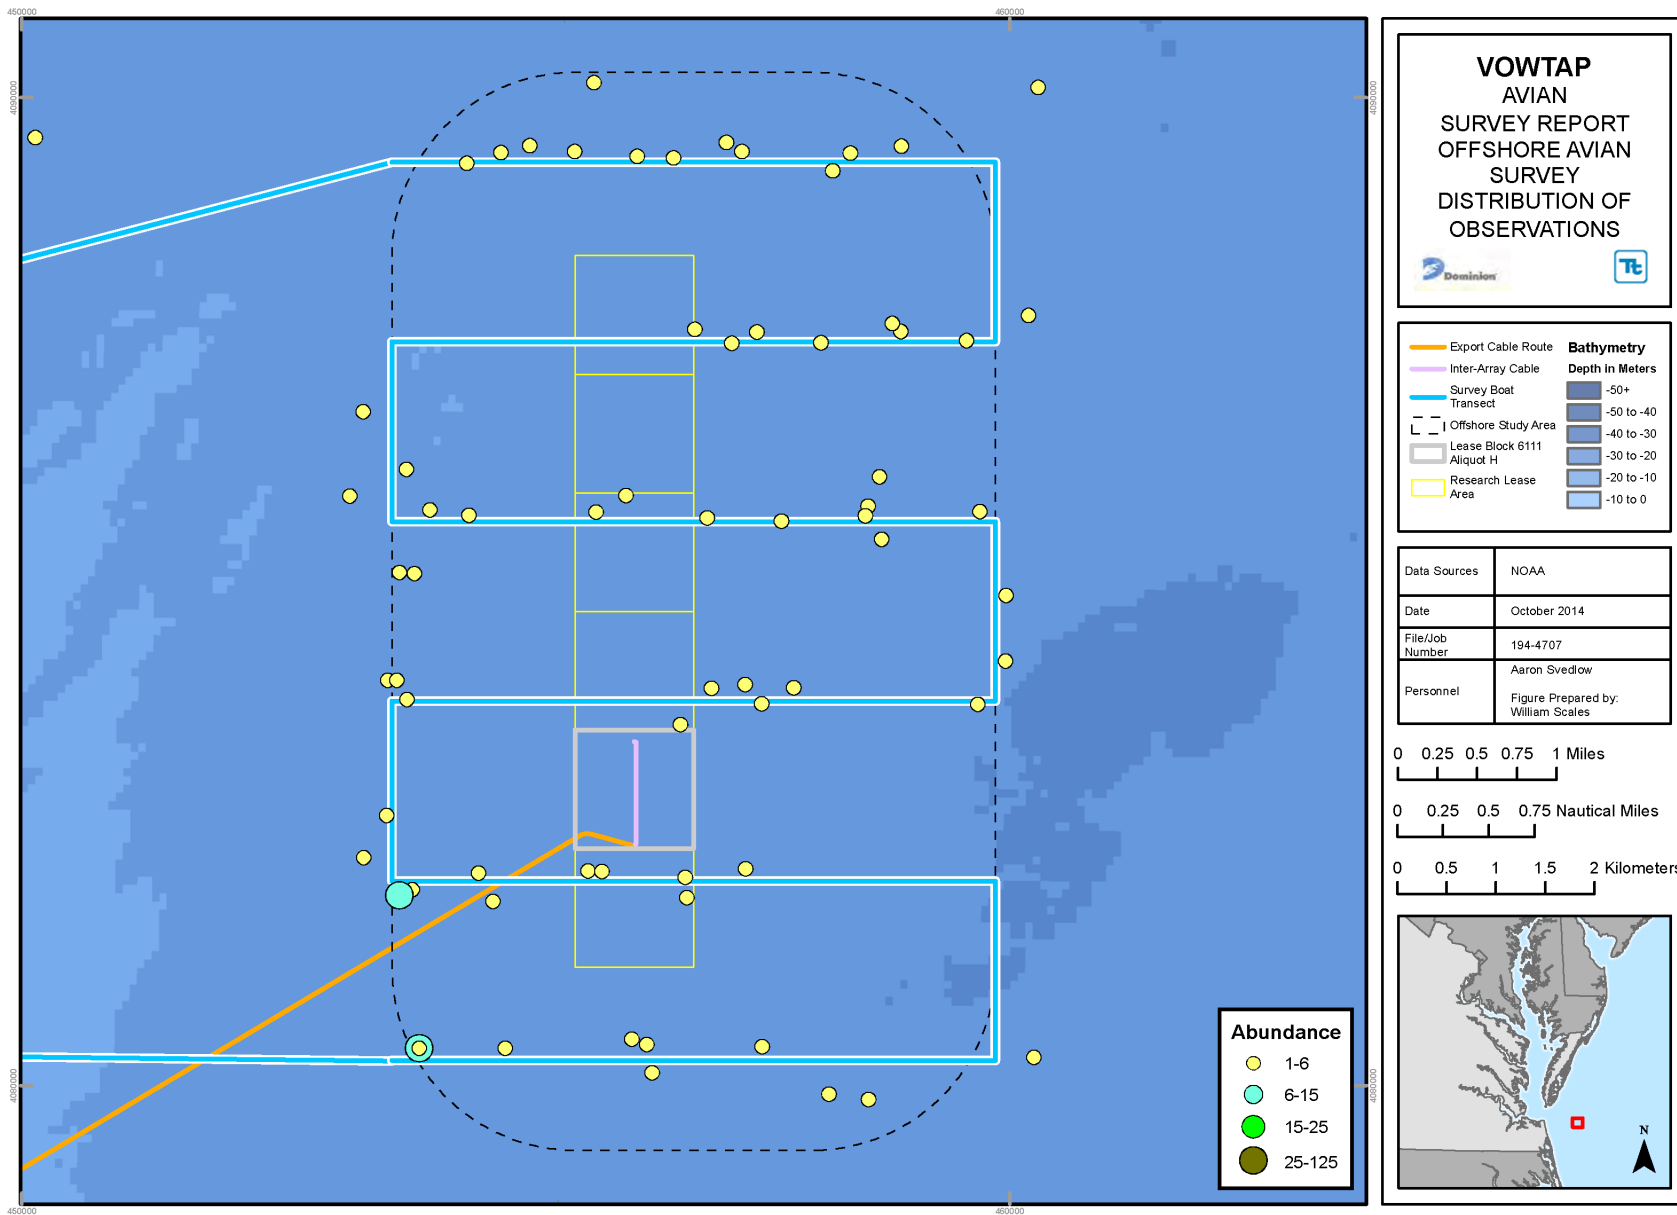 450000
460000
4090000
4090000
4080000
4080000
450000
460000
Abundance
1-6
6-15
15-25
25-125
VOWTAP
AVIAN
SURVEY REPORT
OFFSHORE AVIAN
SURVEY
DISTRIBUTION OF
OBSERVATIONS
Dominion
Tt
Export Cable Route
Inter-Array Cable
Survey Boat
Transect
Offshore Study Area
Lease Block 6111
Aliquot H
Research Lease
Area
Bathymetry
Depth in Meters
-50+
-50 to -40
-40 to -30
-30 to -20
-20 to -10
-10 to 0
Data Sources NOAA
Date October 2014
File/Job
Number
194-4707
Personnel
Aaron Svedlow
Figure Prepared by:
William Scales
0 0.25 0.5 0.75 1 Miles
0 0.25 0.5 0.75 Nautical Miles
0 0.5 1 1.5 2 Kilometers
N